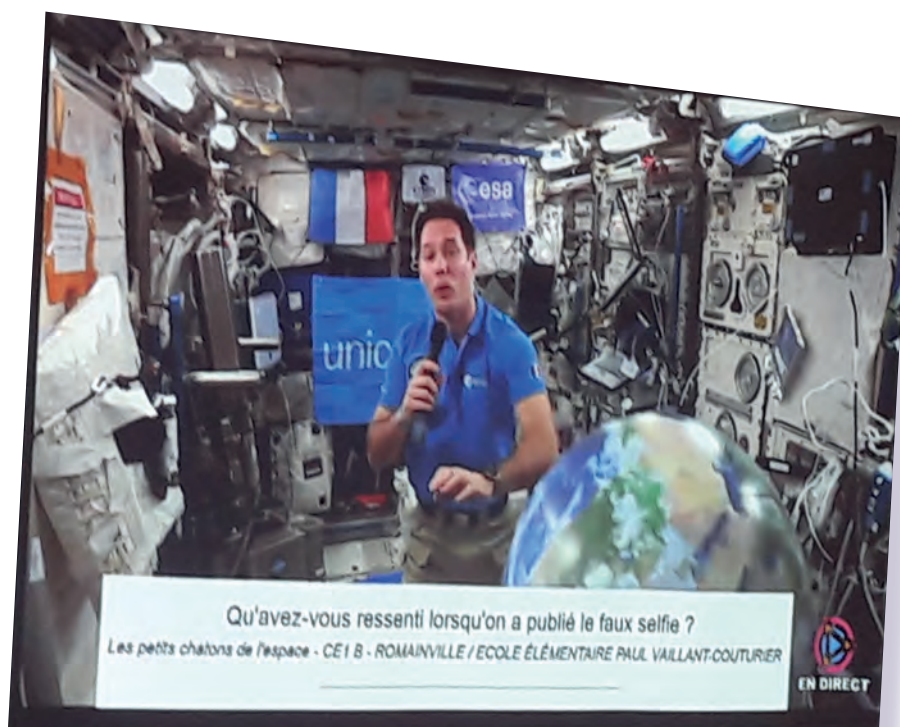 esa
unic
Qu'avez-vous ressenti lorsqu'on a publié le faux selfie ?
Les petits chatons de l'espace - CE1 B - ROMAINVILLE / ECOLE ÉLÉMENTAIRE PAUL VAILLANT-COUTURIER
EN DIRECT